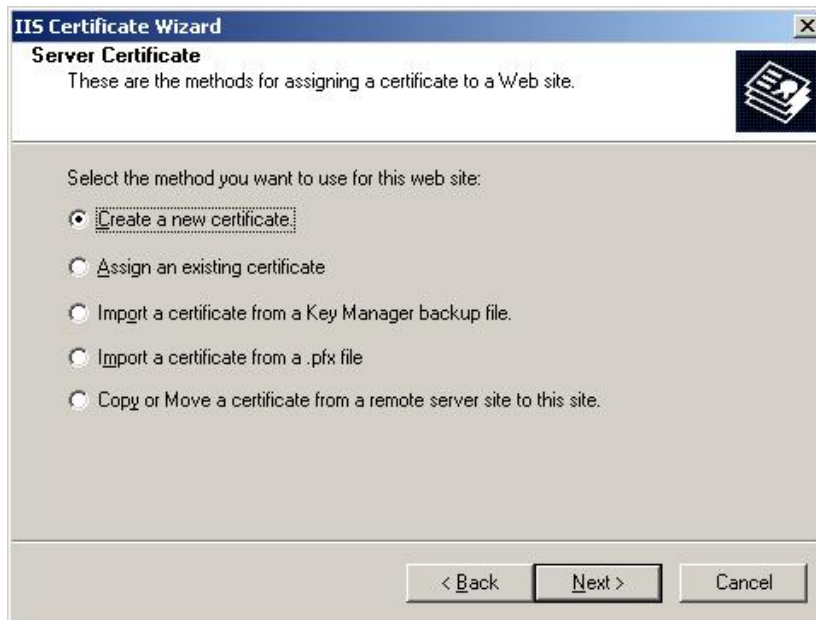 IIS Certificate Wizard
Server Certificate
These are the methods for assigning a certificate to a Web site.
Select the method you want to use for this web site:
Create a new certificate.
Assign an existing certificate
Import a certificate from a Key Manager backup file.
Import a certificate from a .pfx file
Copy or Move a certificate from a remote server site to this site.
< Back Next > Cancel